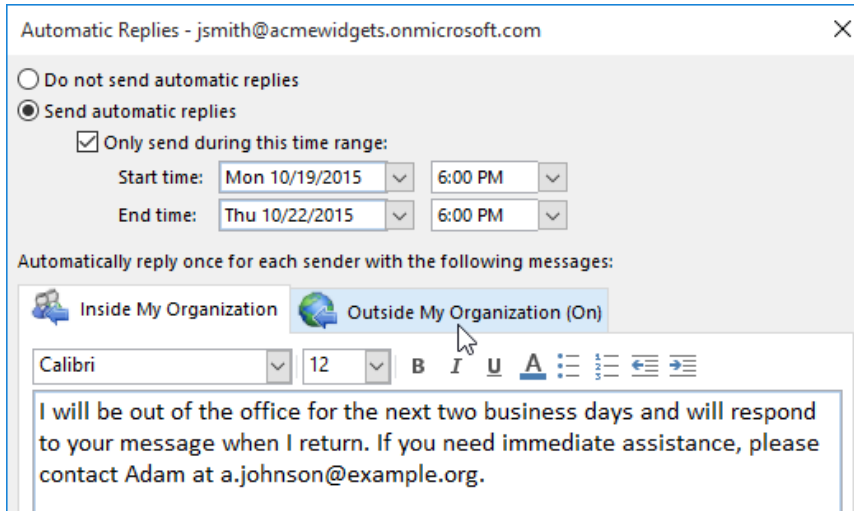 Automatic Replies - jsmith@acmewidgets.onmicrosoft.com
Do not send automatic replies
Send automatic replies
Only send during this time range:
Start time: Mon 10/19/2015 6:00 PM
End time: Thu 10/22/2015 6:00 PM
Automatically reply once for each sender with the following messages:
Inside My Organization Outside My Organization (On)
Calibri 12 B I U A
I will be out of the office for the next two business days and will respond
to your message when I return. If you need immediate assistance, please
contact Adam at a.johnson@example.org.